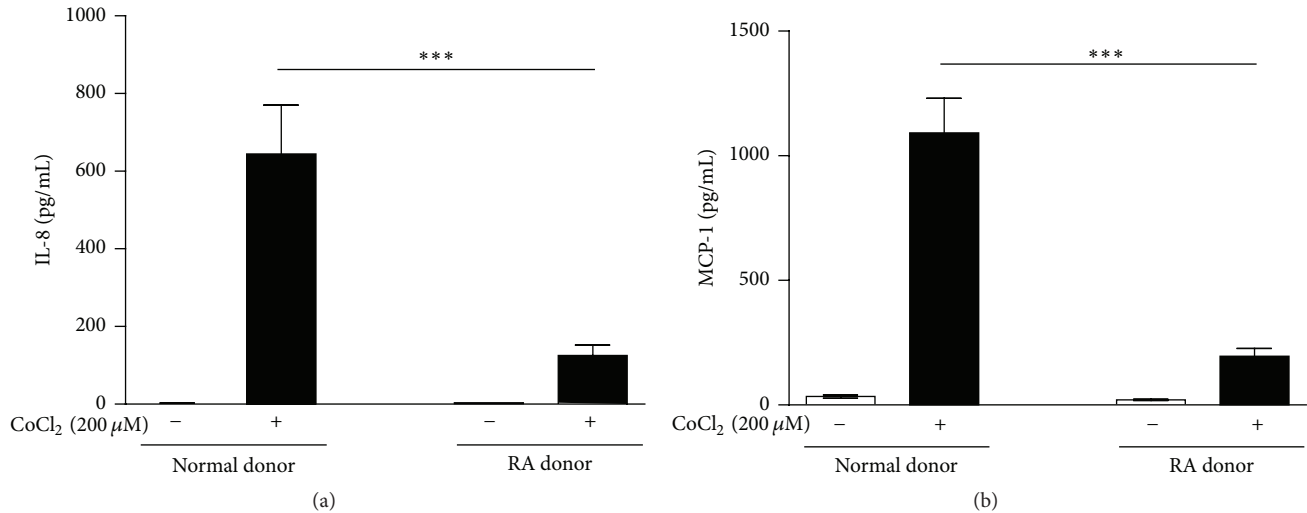 1000
800
600
400
200
0
IL-8 (pg/mL)
***
CoCl₂ (200 μM) − + − +
Normal donor RA donor
(a)
1500
1000
500
0
MCP-1 (pg/mL)
***
CoCl₂ (200 μM) − + − +
Normal donor RA donor
(b)